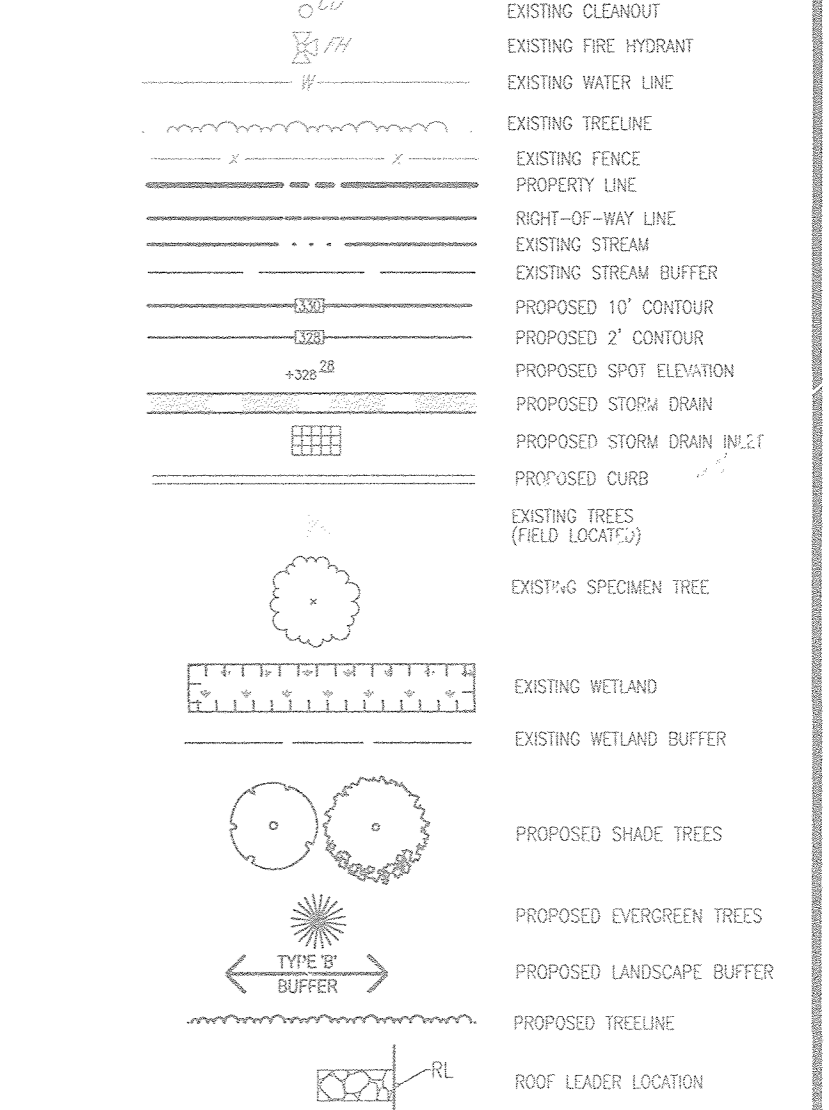 CO EXISTING CLEANOUT
FH EXISTING FIRE HYDRANT
W EXISTING WATER LINE
EXISTING TREELINE
X X EXISTING FENCE
PROPERTY LINE
RIGHT-OF-WAY LINE
EXISTING STREAM
EXISTING STREAM BUFFER
330 PROPOSED 10' CONTOUR
328 PROPOSED 2' CONTOUR
+328 28 PROPOSED SPOT ELEVATION
PROPOSED STORM DRAIN
PROPOSED STORM DRAIN INLET
PROPOSED CURB
EXISTING TREES
(FIELD LOCATED)
EXISTING SPECIMEN TREE
EXISTING WETLAND
EXISTING WETLAND BUFFER
PROPOSED SHADE TREES
PROPOSED EVERGREEN TREES
TYPE 'B'
BUFFER
PROPOSED LANDSCAPE BUFFER
PROPOSED TREELINE
RL
ROOF LEADER LOCATION